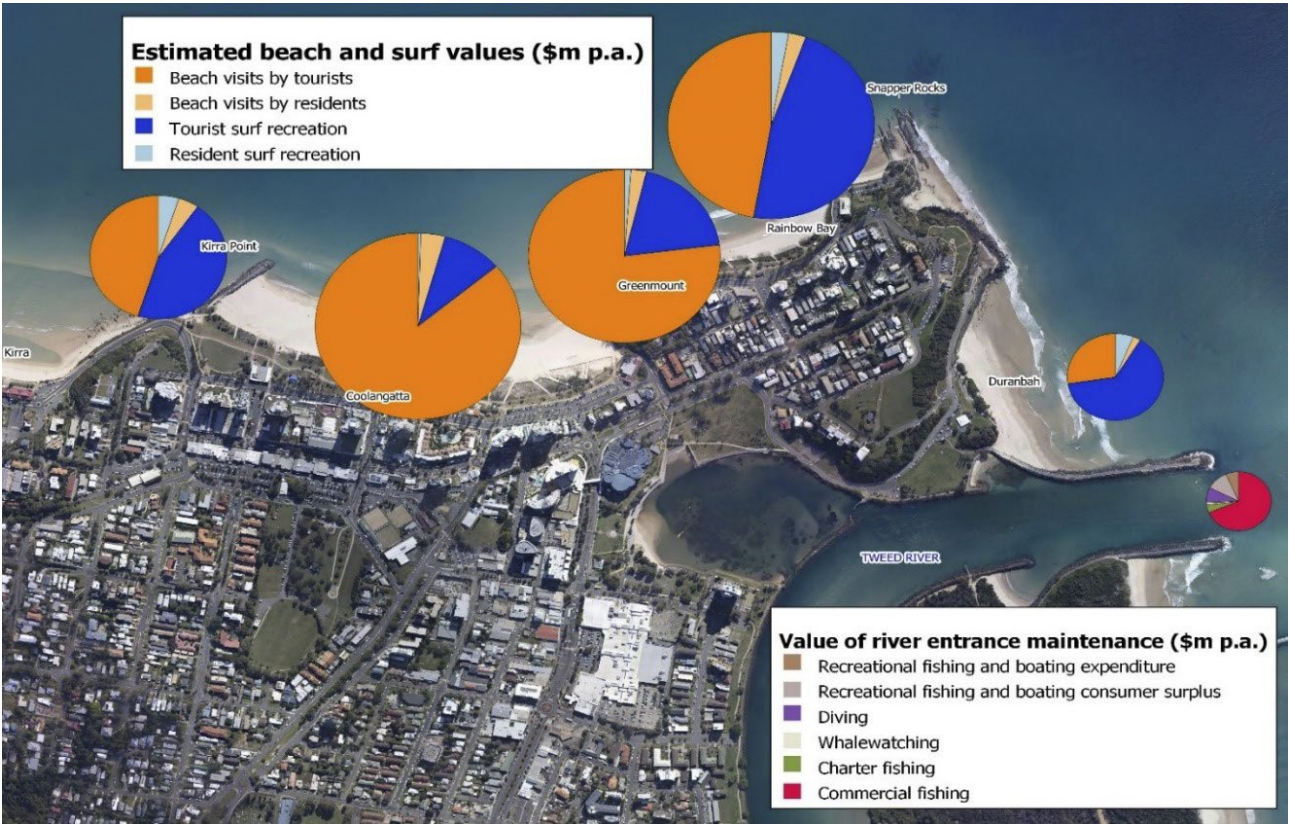 Estimated beach and surf values ($m p.a.)
Beach visits by tourists
Beach visits by residents
Tourist surf recreation
Resident surf recreation
Snapper Rocks
Rainbow Bay
Kirra Point
Greenmount
Kirra
Coolangatta
Duranbah
TWEED RIVER
Value of river entrance maintenance ($m p.a.)
Recreational fishing and boating expenditure
Recreational fishing and boating consumer surplus
Diving
Whalewatching
Charter fishing
Commercial fishing